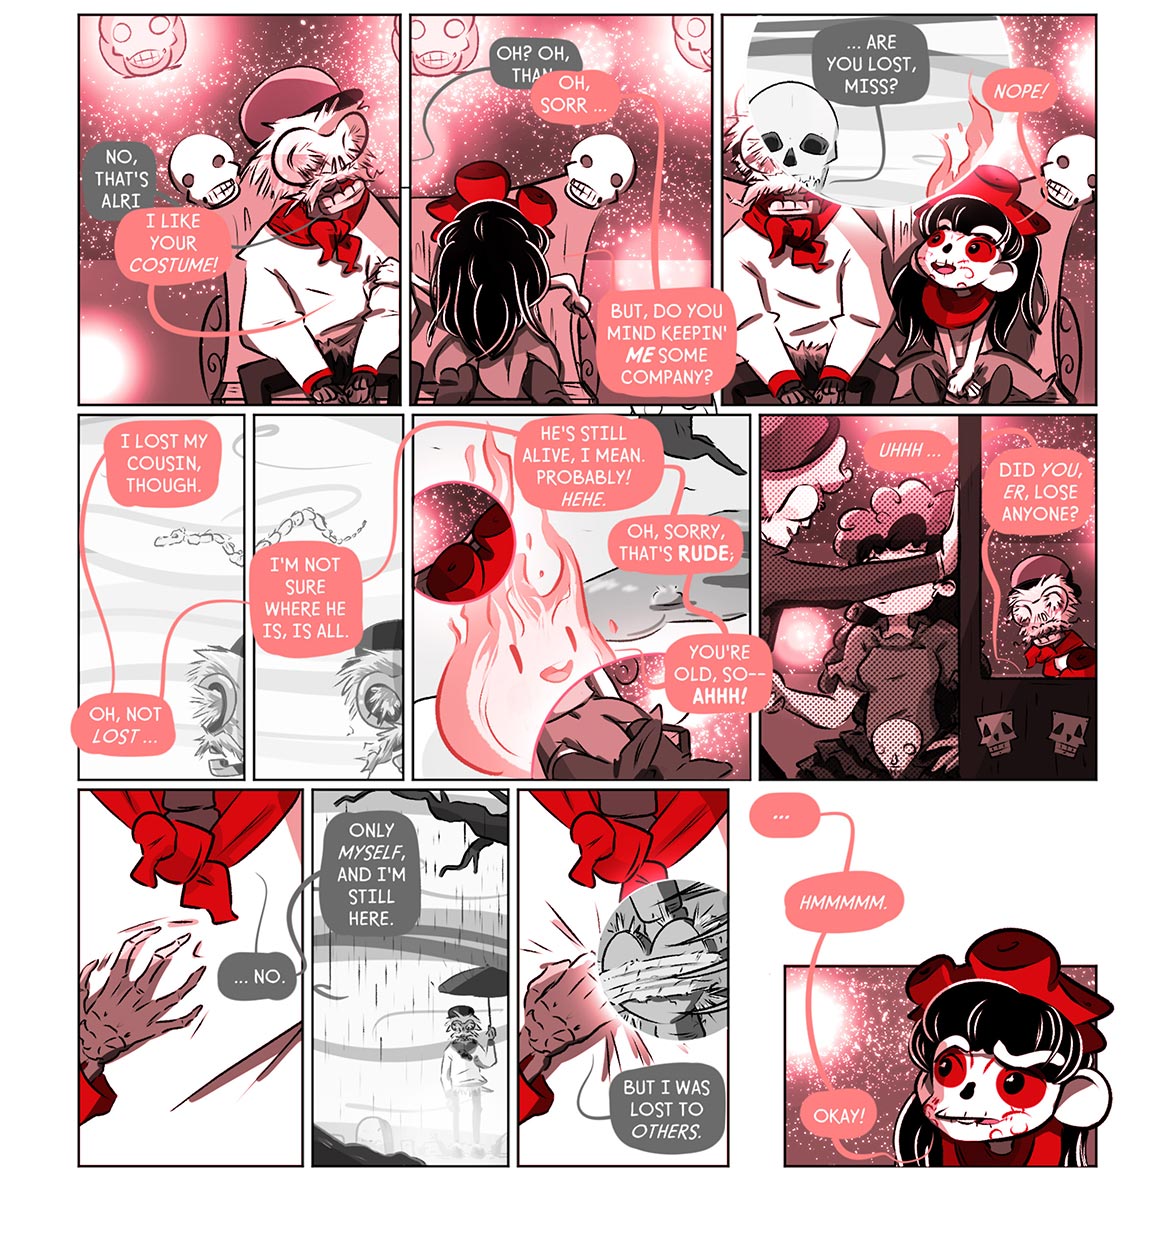 NO,
THAT'S
ALRI
I LIKE
YOUR
COSTUME!
OH? OH,
THAN
OH,
SORR ...
BUT, DO YOU
MIND KEEPIN'
ME SOME
COMPANY?
... ARE
YOU LOST,
MISS?
NOPE!
I LOST MY
COUSIN,
THOUGH.
OH, NOT
LOST ...
I'M NOT
SURE
WHERE HE
IS, IS ALL.
HE'S STILL
ALIVE, I MEAN.
PROBABLY!
HEHE.
OH, SORRY,
THAT'S RUDE;
YOU'RE
OLD, SO--
AHHH!
UHHH ...
DID YOU,
ER, LOSE
ANYONE?
... NO.
ONLY
MYSELF,
AND I'M
STILL
HERE.
BUT I WAS
LOST TO
OTHERS.
...
HMMMMM.
OKAY!